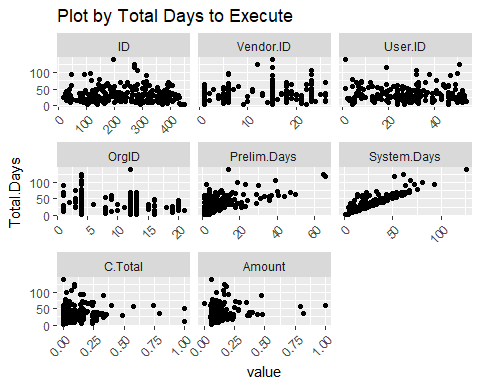 Plot by Total Days to Execute
ID Vendor.ID User.ID
100
50
0
0 100 200 300 400 0 10 20 0 20 40
OrgID Prelim.Days System.Days
100
50
0
0 5 10 15 20 0 20 40 60 0 50 100
C.Total Amount
100
50
0
0.00 0.25 0.50 0.75 1.00 0.00 0.25 0.50 0.75 1.00
Total.Days
value